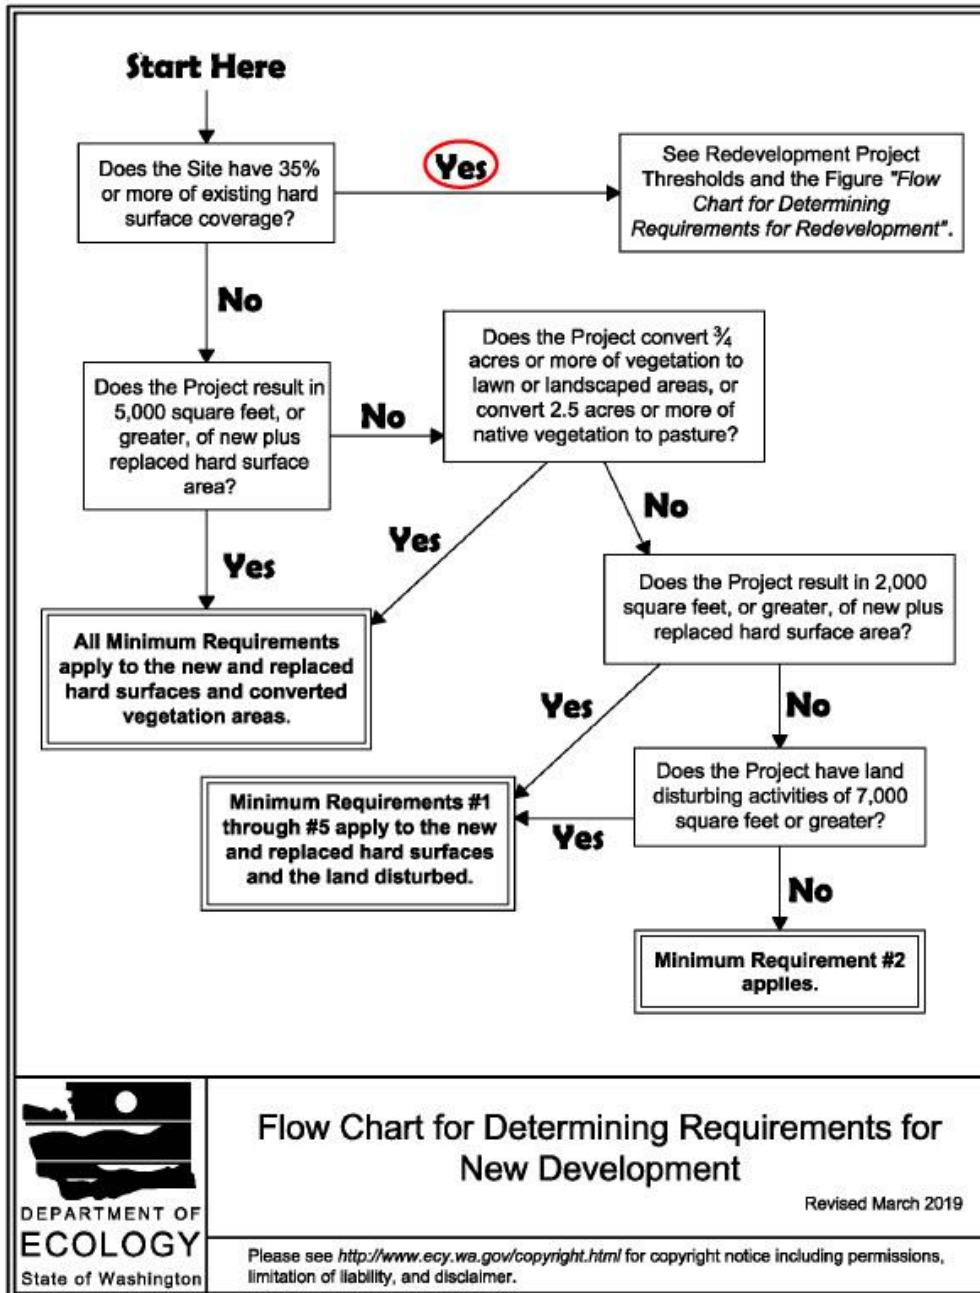 Start Here
Does the Site have 35%
or more of existing hard
surface coverage?
Yes
See Redevelopment Project
Thresholds and the Figure "Flow
Chart for Determining
Requirements for Redevelopment".
No
Does the Project result in
5,000 square feet, or
greater, of new plus
replaced hard surface
area?
No
Does the Project convert ¾
acres or more of vegetation to
lawn or landscaped areas, or
convert 2.5 acres or more of
native vegetation to pasture?
Yes
Yes
No
All Minimum Requirements
apply to the new and replaced
hard surfaces and converted
vegetation areas.
Does the Project result in 2,000
square feet, or greater, of new plus
replaced hard surface area?
Yes
No
Minimum Requirements #1
through #5 apply to the new
and replaced hard surfaces
and the land disturbed.
Yes
Does the Project have land
disturbing activities of 7,000
square feet or greater?
No
Minimum Requirement #2
applies.
DEPARTMENT OF
ECOLOGY
State of Washington
Flow Chart for Determining Requirements for
New Development
Revised March 2019
Please see http://www.ecy.wa.gov/copyright.html for copyright notice including permissions,
limitation of liability, and disclaimer.